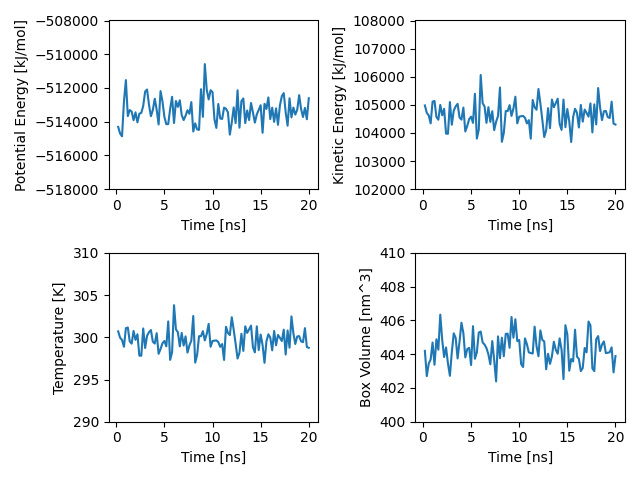 Potential Energy [kJ/mol]
−508000
−510000
−512000
−514000
−516000
−518000
0 5 10 15 20
Time [ns]
Kinetic Energy [kJ/mol]
108000
107000
106000
105000
104000
103000
102000
0 5 10 15 20
Time [ns]
Temperature [K]
310
305
300
295
290
0 5 10 15 20
Time [ns]
Box Volume [nm^3]
410
408
406
404
402
400
0 5 10 15 20
Time [ns]